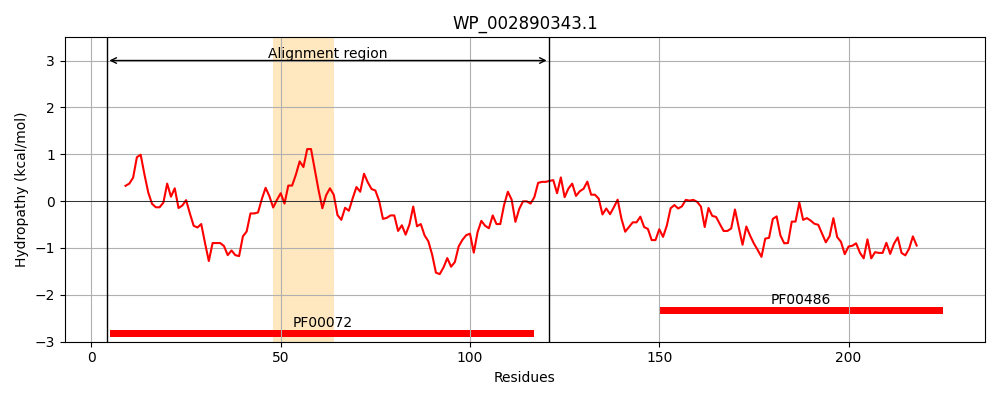 WP_002890343.1
Hydropathy (kcal/mol)
3
2
1
0
−1
−2
−3
Alignment region
PF00072
PF00486
0
50
100
150
200
Residues